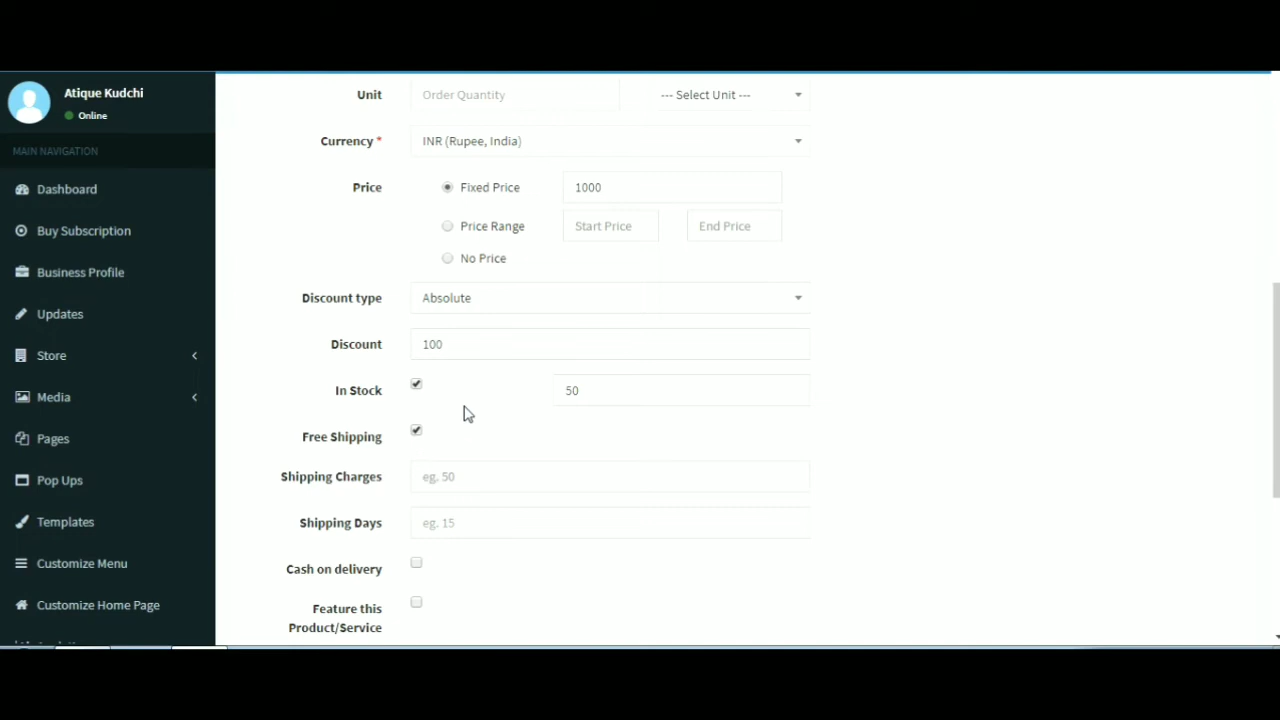 Atique Kudchi
Online
MAIN NAVIGATION
Dashboard
Buy Subscription
Business Profile
Updates
Store
Media
Pages
Pop Ups
Templates
Customize Menu
Customize Home Page
Unit Order Quantity --- Select Unit ---
Currency * INR (Rupee, India)
Price Fixed Price 1000
Price Range Start Price End Price
No Price
Discount type Absolute
Discount 100
In Stock 50
Free Shipping
Shipping Charges eg. 50
Shipping Days eg. 15
Cash on delivery
Feature this
Product/Service